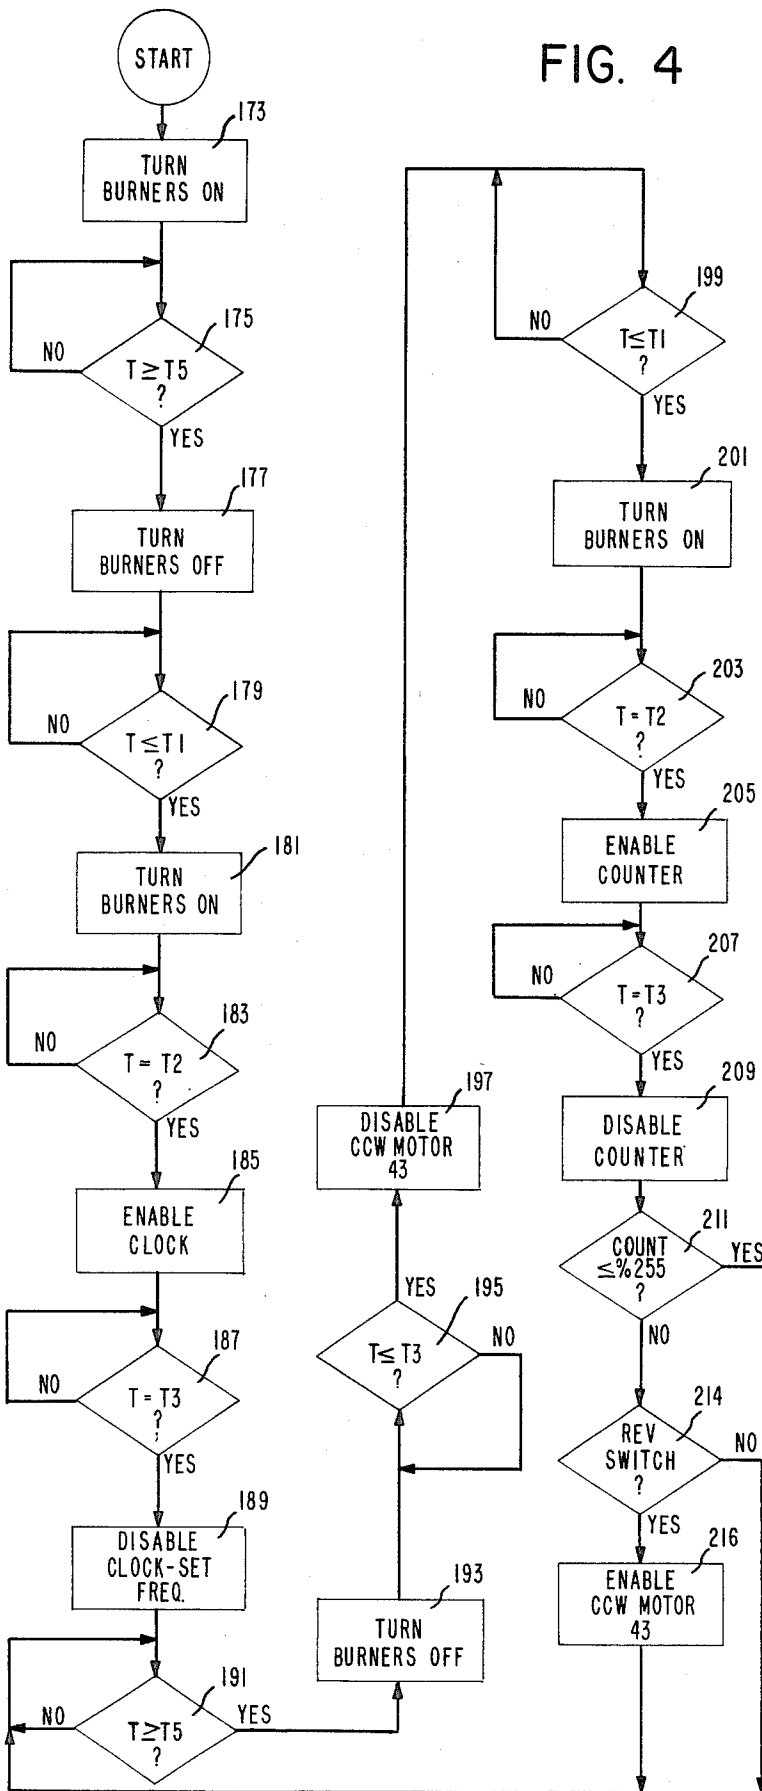 FIG. 4
START
173
TURN
BURNERS ON
175
NO
T≥T5
?
YES
177
TURN
BURNERS OFF
179
NO
T≤T1
?
YES
181
TURN
BURNERS ON
183
NO
T=T2
?
YES
185
ENABLE
CLOCK
187
NO
T=T3
?
YES
189
DISABLE
CLOCK-SET
FREQ.
191
NO
T≥T5
?
YES
193
TURN
BURNERS OFF
195
YES
NO
T≤T3
?
197
DISABLE
CCW MOTOR
43
199
NO
T≤T1
?
YES
201
TURN
BURNERS ON
203
NO
T=T2
?
YES
205
ENABLE
COUNTER
207
NO
T=T3
?
YES
209
DISABLE
COUNTER
211
COUNT
≤%255
?
YES
NO
214
REV
SWITCH
?
NO
YES
216
ENABLE
CCW MOTOR
43